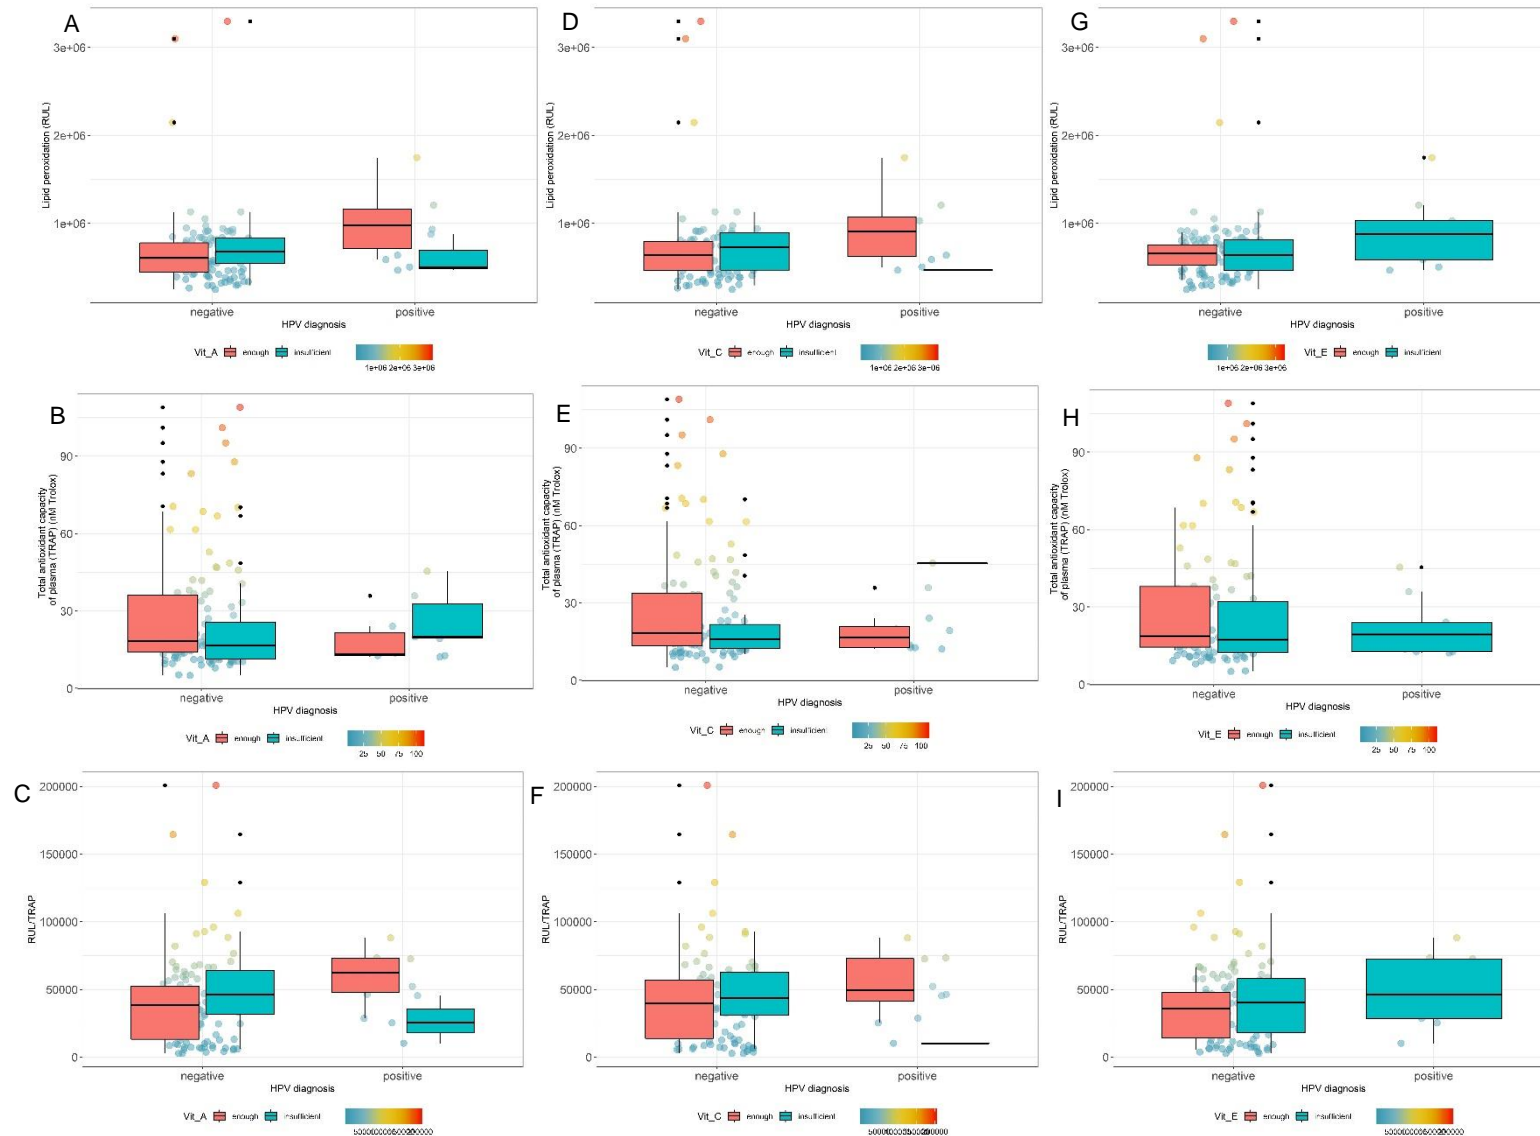 A
3e+06
2e+06
1e+06
Lipid peroxidation (RUL)
negative
positive
HPV diagnosis
Vit_A enough insufficient
1e+06 2e+06 3e+06
D
3e+06
2e+06
1e+06
Lipid peroxidation (RUL)
negative
positive
HPV diagnosis
Vit_C enough insufficient
1e+06 2e+06 3e+06
G
3e+06
2e+06
1e+06
Lipid peroxidation (RUL)
negative
positive
HPV diagnosis
1e+06 2e+06 3e+06
Vit_E enough insufficient
B
90
60
30
0
Total antioxidant capacity
of plasma (TRAP) (nM Trolox)
negative
positive
HPV diagnosis
Vit_A enough insufficient
25 50 75 100
E
90
60
30
0
Total antioxidant capacity
of plasma (TRAP) (nM Trolox)
negative
positive
HPV diagnosis
Vit_C enough insufficient
25 50 75 100
H
90
60
30
0
Total antioxidant capacity
of plasma (TRAP) (nM Trolox)
negative
positive
HPV diagnosis
Vit_E enough insufficient
25 50 75 100
C
200000
150000
100000
50000
0
RUL/TRAP
negative
positive
HPV diagnosis
Vit_A enough insufficient
F
200000
150000
100000
50000
0
RUL/TRAP
negative
positive
HPV diagnosis
Vit_C enough insufficient
I
200000
150000
100000
50000
0
RUL/TRAP
negative
positive
HPV diagnosis
Vit_E enough insufficient